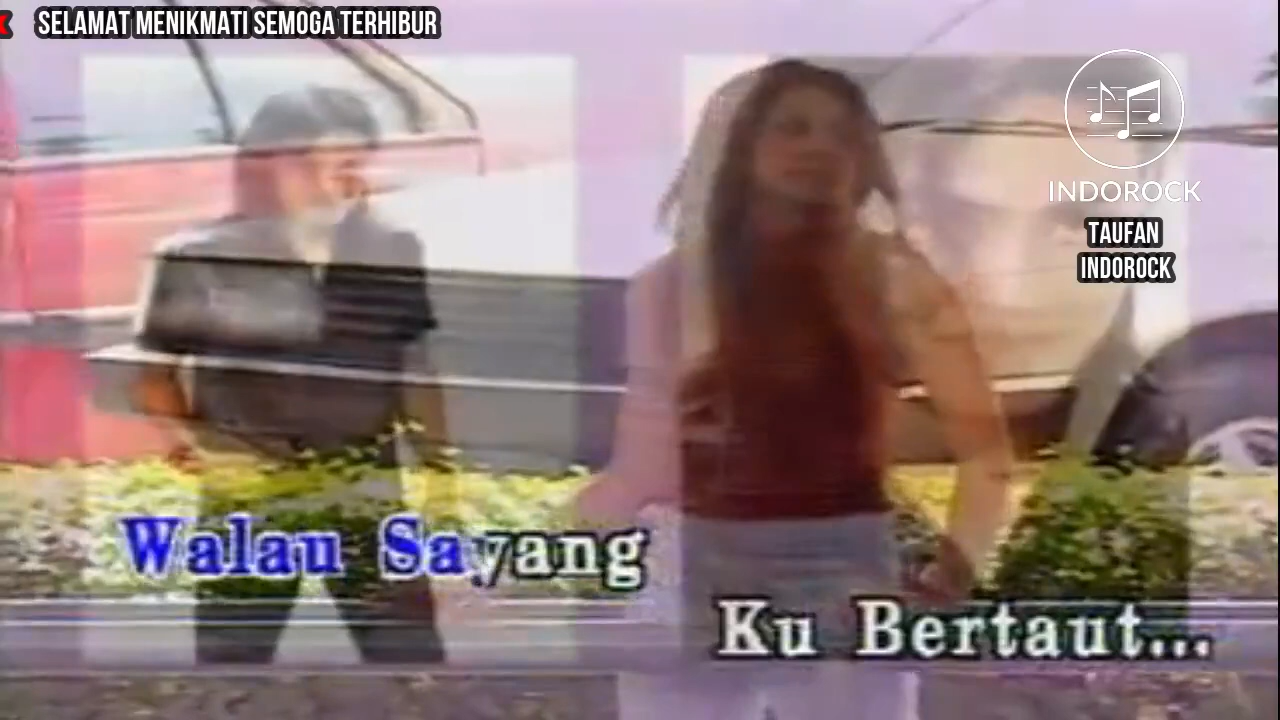 SELAMAT MENIKMATI SEMOGA TERHIBUR
INDOROCK
TAUFAN
INDOROCK
Walau Sayang
Ku Bertaut...